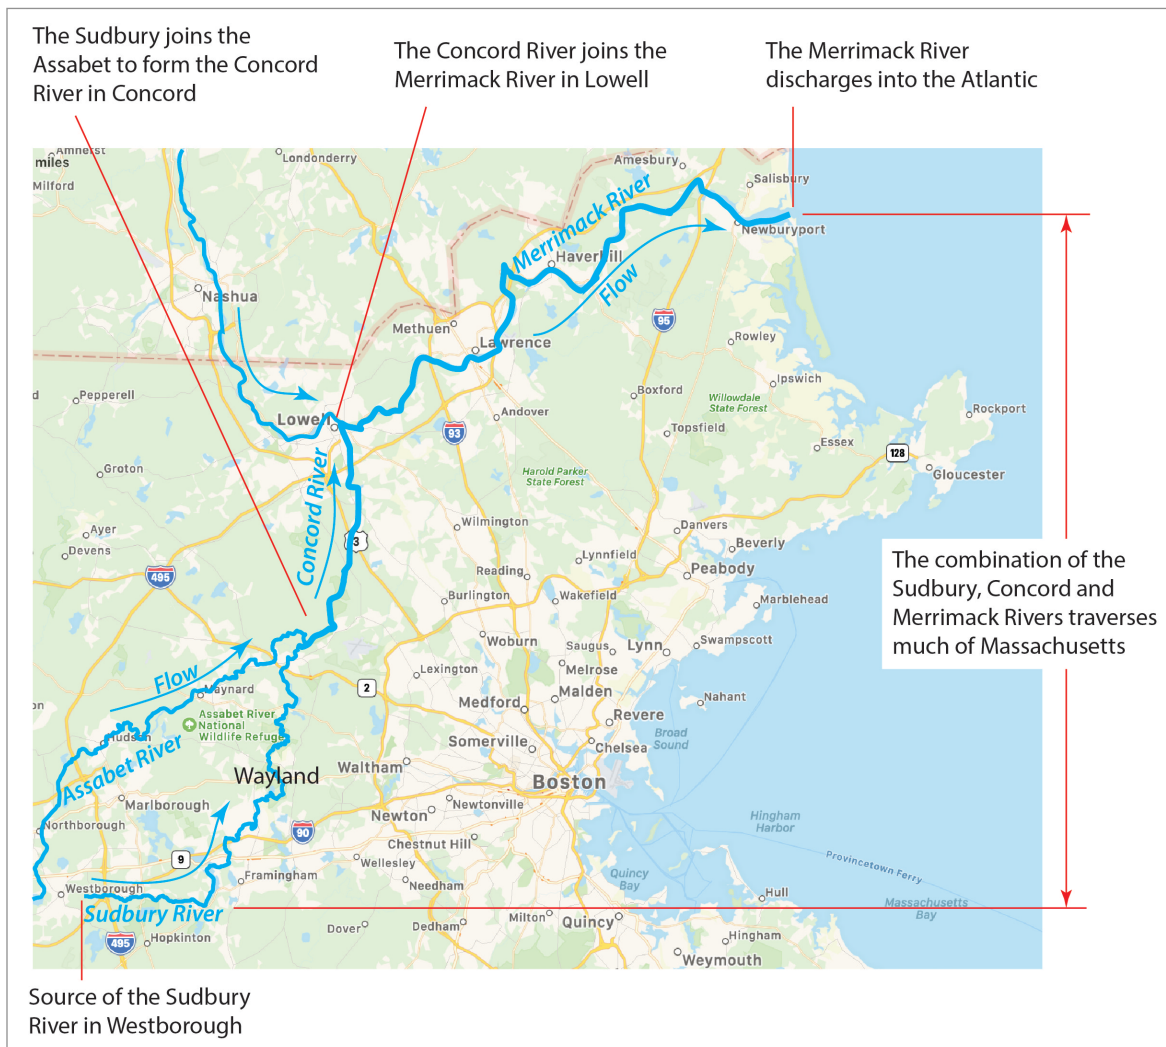 The Sudbury joins the
Assabet to form the Concord
River in Concord
The Concord River joins the
Merrimack River in Lowell
The Merrimack River
discharges into the Atlantic
Amherst
miles
Milford
Londonderry
Amesbury
Salisbury
Merrimack River
Newburyport
Haverhill
Flow
Nashua
95
Methuen
Lawrence
Rowley
Pepperell
d
Boxford
Ipswich
Willowdale
State Forest
Rockport
Lowell
Andover
93
Topsfield
Essex
128
Gloucester
Groton
Concord River
Harold Parker
State Forest
Wilmington
Danvers
Ayer
Devens
3
Beverly
Lynnfield
Reading
Peabody
495
Burlington
Wakefield
Marblehead
The combination of the
Sudbury, Concord and
Merrimack Rivers traverses
much of Massachusetts
Woburn
Saugus
Lynn
Swampscott
Flow
Lexington
Melrose
Maynard
2
Malden
Nahant
on
Medford
Revere
Assabet River
National
Wildlife Refuge
Hudson
Somerville
Chelsea
Broad
Sound
Assabet River
Wayland
Waltham
Boston
Marlborough
Newtonville
Newton
Northborough
90
Hingham
Harbor
Chestnut Hill
9
Wellesley
Provincetown Ferry
Framingham
Needham
Quincy
Bay
Westborough
Hull
Massachusetts
Bay
Sudbury River
Milton
Quincy
Dover
Dedham
495
Hopkinton
Hingham
Weymouth
Source of the Sudbury
River in Westborough